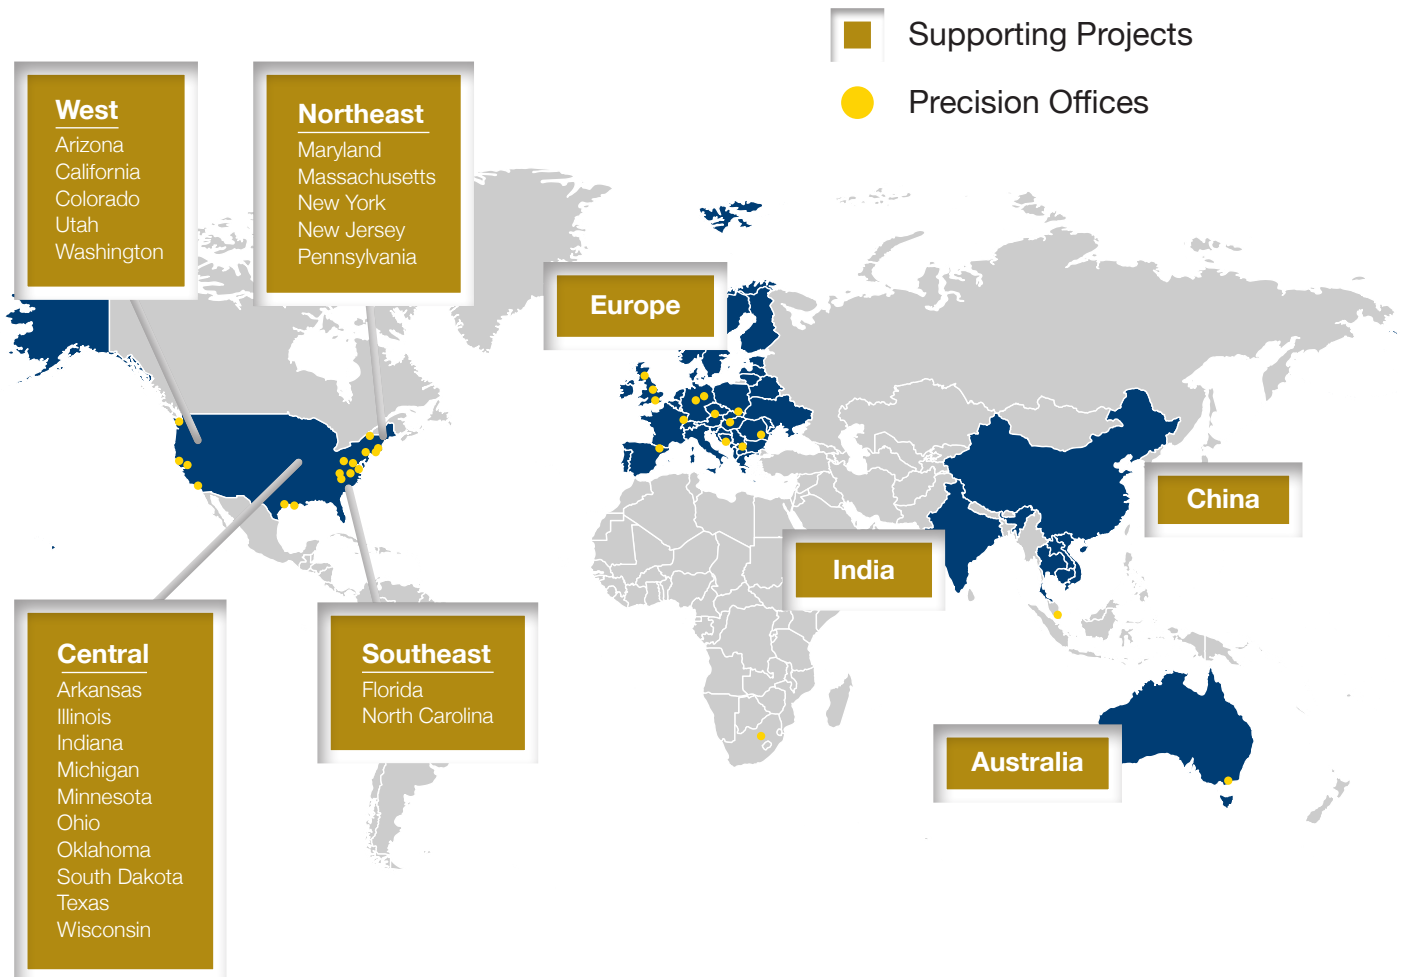 Supporting Projects
Precision Offices
West
Arizona
California
Colorado
Utah
Washington
Northeast
Maryland
Massachusetts
New York
New Jersey
Pennsylvania
Europe
China
India
Central
Arkansas
Illinois
Indiana
Michigan
Minnesota
Ohio
Oklahoma
South Dakota
Texas
Wisconsin
Southeast
Florida
North Carolina
Australia